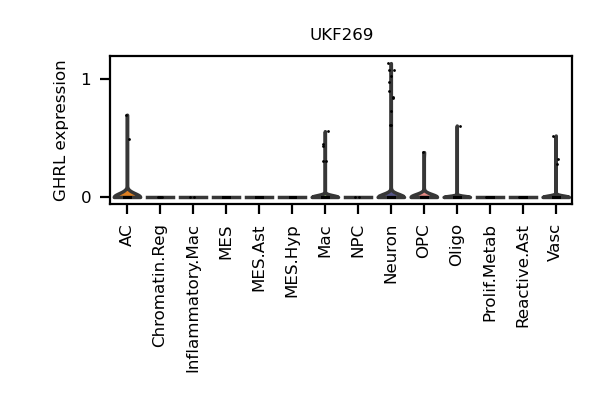 UKF269
GHRL expression
1
0
AC
Chromatin.Reg
Inflammatory.Mac
MES
MES.Ast
MES.Hyp
Mac
NPC
Neuron
OPC
Oligo
Prolif.Metab
Reactive.Ast
Vasc